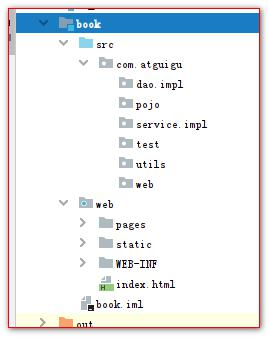 book
src
com.atguigu
dao.impl
pojo
service.impl
test
utils
web
web
pages
static
WEB-INF
index.html
book.iml
out